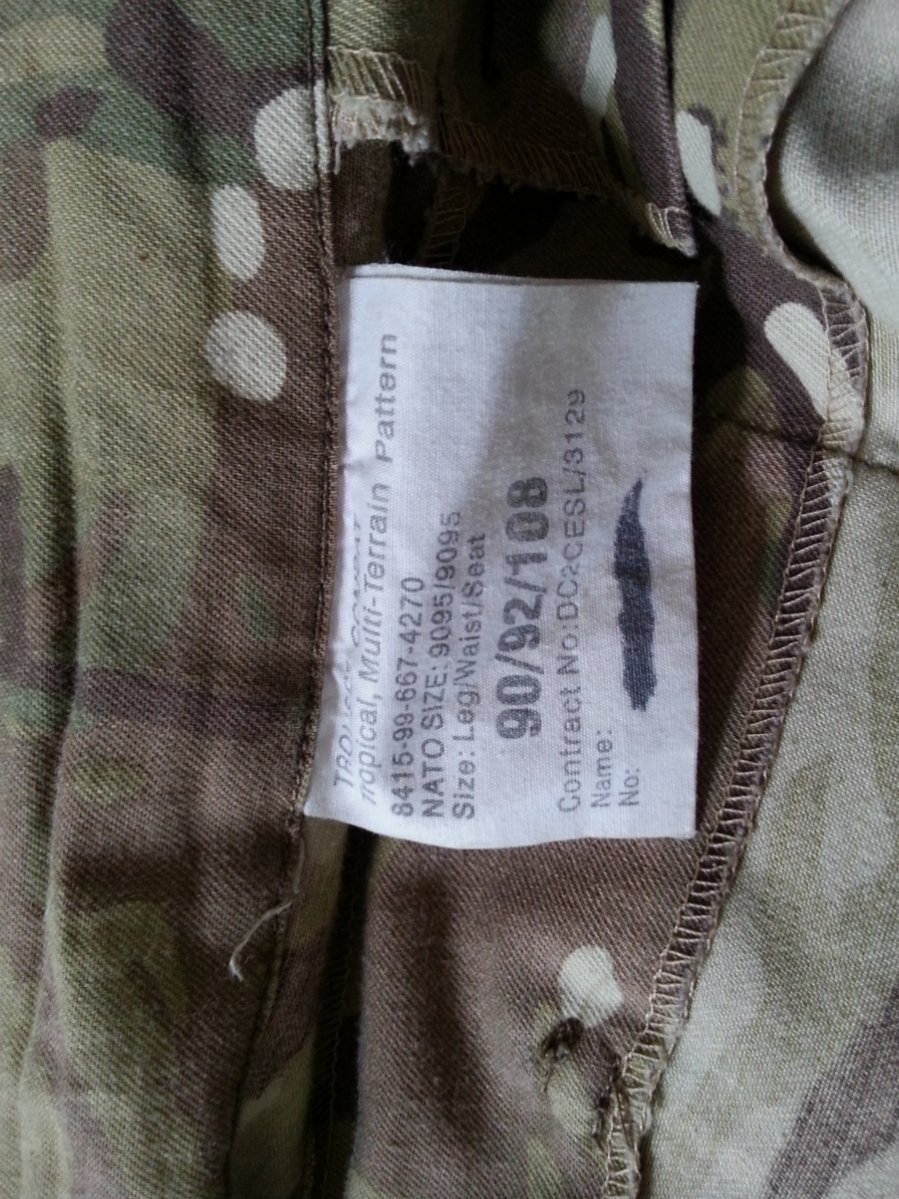 Tropical, Multi-Terrain Pattern
8415-99-667-4270
NATO SIZE: 9095/9095
Size: Leg/Waist/Seat
90/92/108
Contract No:DC2CESL/3129
Name:
No: